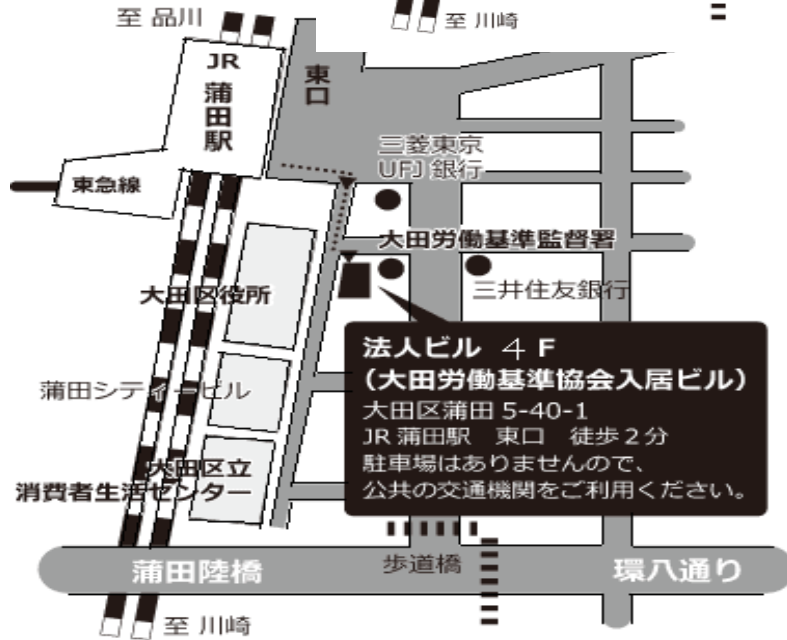 至 品川
至 川崎
JR
蒲田駅
東口
三菱東京
UFJ 銀行
東急線
大田労働基準監督署
大田区役所
三井住友銀行
法人ビル 4 F
（大田労働基準協会入居ビル）
大田区蒲田 5-40-1
JR 蒲田駅　東口　徒歩 2 分
駐車場はありませんので、
公共の交通機関をご利用ください。
蒲田シティービル
大田区立
消費者生活センター
蒲田陸橋
歩道橋
環八通り
至 川崎